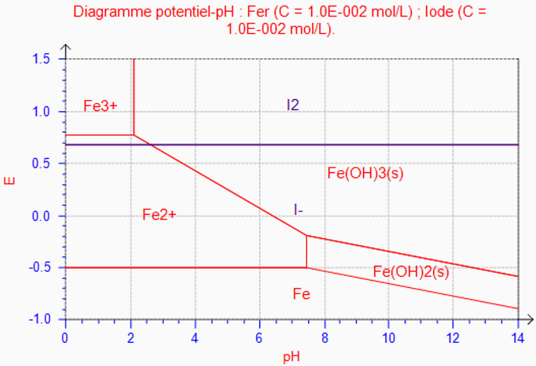 Diagramme potentiel-pH : Fer (C = 1.0E-002 mol/L) ; Iode (C =
1.0E-002 mol/L).
1.5
Fe3+
I2
1.0
0.5
Fe(OH)3(s)
E
Fe2+
I-
0.0
Fe(OH)2(s)
-0.5
Fe
-1.0
0 2 4 6 8 10 12 14
pH